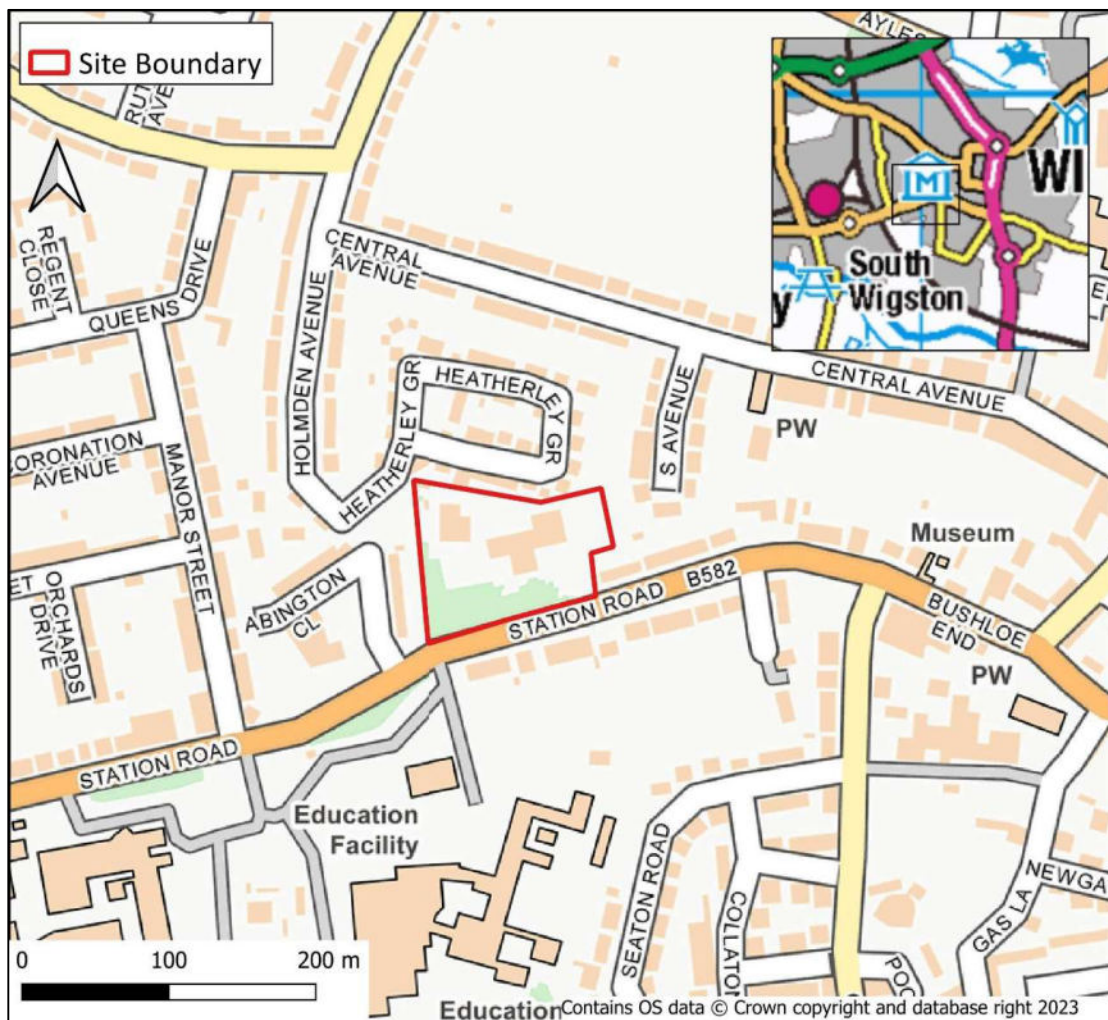 Site Boundary
AYLES
RUT
AVE
REGENT
CLOSE
QUEENS DRIVE
HOLMDEN AVENUE
CENTRAL
AVENUE
HEATHERLEY GR
HEATHERLEY
GR
HEATHERLEY GR
S AVENUE
CENTRAL AVENUE
PW
M
WI
South
Wigston
y
CORONATION
AVENUE
MANOR STREET
ET
ORCHARDS
DRIVE
ABINGTON
CL
STATION ROAD B582
Museum
BUSHLOE
END
PW
STATION ROAD
Education
Facility
SEATON ROAD
COLLATON
NEWGA
GAS LA
POC
0 100 200 m
Education
Contains OS data © Crown copyright and database right 2023